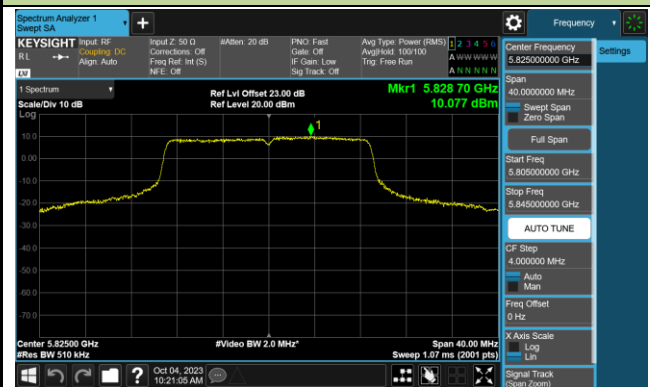 Spectrum Analyzer 1
Swept SA
Frequency
KEYSIGHT
RL
LXI
Input: RF
Coupling: DC
Align: Auto
Input Z: 50 Ω
Corrections: Off
Freq Ref: Int (S)
NFE: Off
#Atten: 20 dB
PNO: Fast
Gate: Off
IF Gain: Low
Sig Track: Off
Avg Type: Power (RMS)
Avg|Hold: 100/100
Trig: Free Run
1 2 3 4 5 6
A W W W W W
A N N N N N
Center Frequency
5.825000000 GHz
Settings
Span
40.0000000 MHz
Swept Span
Zero Span
Full Span
Start Freq
5.805000000 GHz
Stop Freq
5.845000000 GHz
AUTO TUNE
CF Step
4.000000 MHz
Auto
Man
Freq Offset
0 Hz
X Axis Scale
Log
Lin
Signal Track
(Span Zoom)
1 Spectrum
Scale/Div 10 dB
Log
Ref Lvl Offset 23.00 dB
Ref Level 20.00 dBm
Mkr1 5.828 70 GHz
10.077 dBm
1
10.0
0.00
-10.0
-20.0
-30.0
-40.0
-50.0
-60.0
-70.0
Center 5.82500 GHz
#Res BW 510 kHz
#Video BW 2.0 MHz*
Span 40.00 MHz
Sweep 1.07 ms (2001 pts)
?
Oct 04, 2023
10:21:05 AM